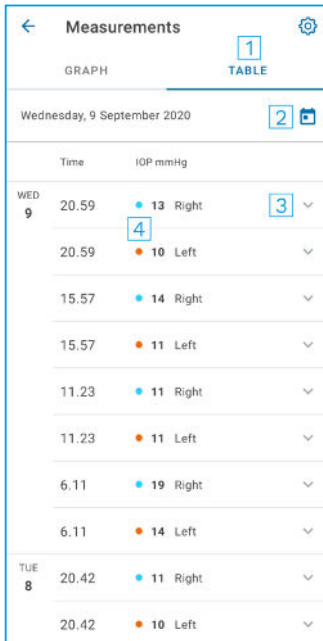 Measurements
1
GRAPH TABLE
Wednesday, 9 September 2020 2
Time IOP mmHg
WED
9
20.59 13 Right 3
4
20.59 10 Left
15.57 14 Right
15.57 11 Left
11.23 11 Right
11.23 11 Left
6.11 19 Right
6.11 14 Left
TUE
8
20.42 11 Right
20.42 10 Left